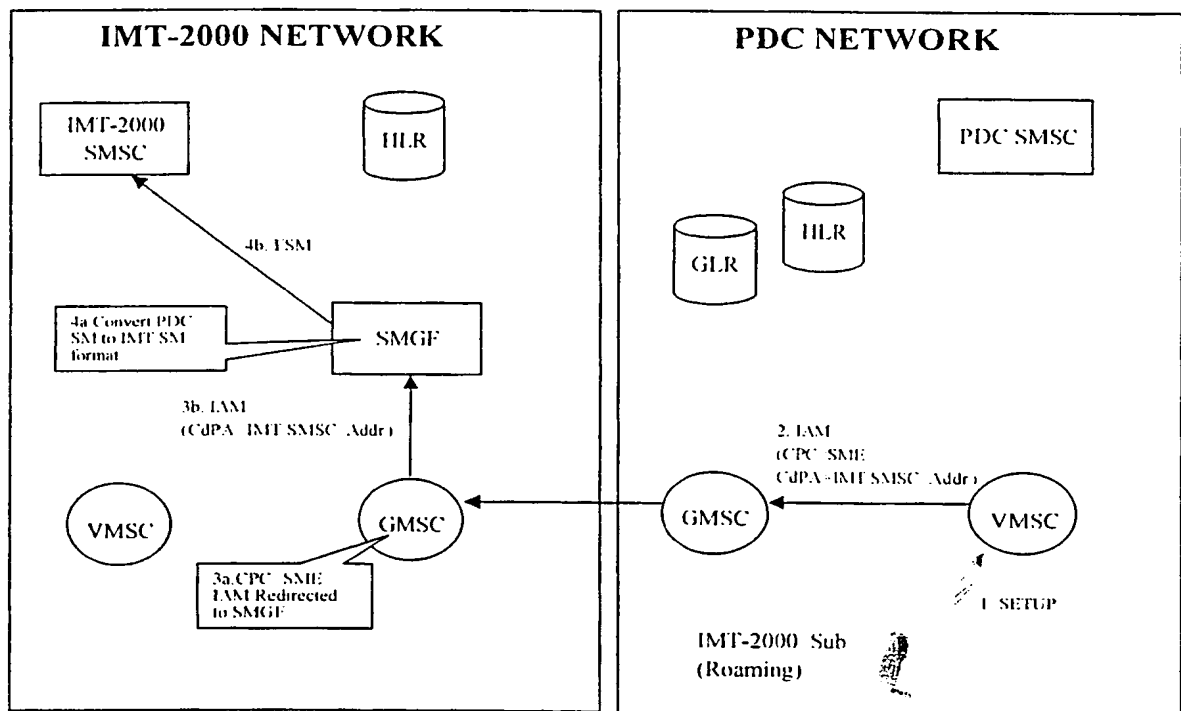 IMT-2000 NETWORK
PDC NETWORK
IMT-2000
SMSC
HLR
PDC SMSC
HLR
GLR
4b. FSM
4a Convert PDC
SM to IMT SM
format
SMGF
3b. IAM
(CdPA IMT SMSC Addr)
2. IAM
(CPC SME
CdPA IMT SMSC Addr)
VMSC
GMSC
GMSC
VMSC
3a.CPC SME
IAM Redirected
to SMGF
1. SETUP
IMT-2000 Sub
(Roaming)